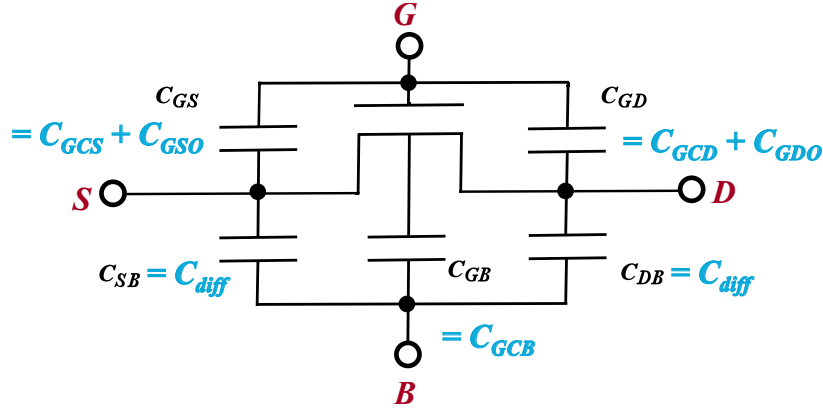 G
C_GS
C_GD
= C_GCS + C_GSO
= C_GCD + C_GDO
S
D
C_SB = C_diff
C_GB
C_DB = C_diff
= C_GCB
B